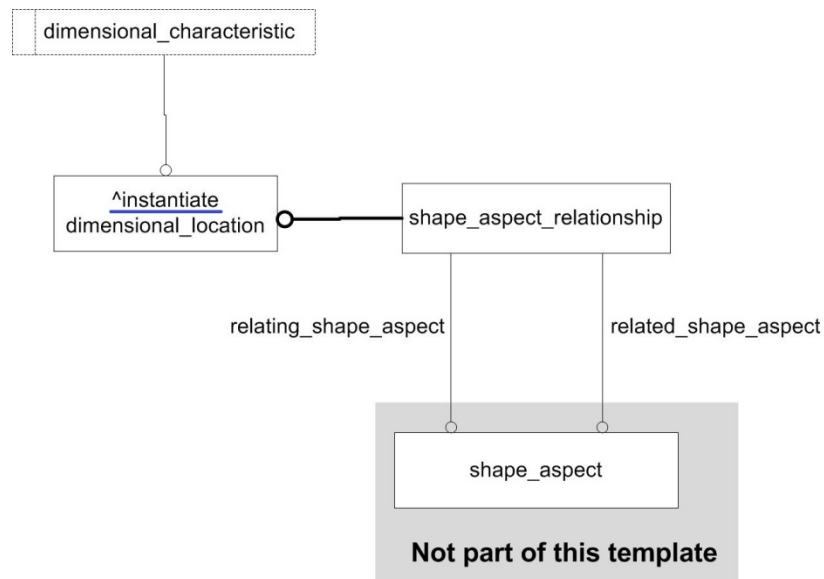 dimensional_characteristic
^instantiate
dimensional_location
shape_aspect_relationship
relating_shape_aspect
related_shape_aspect
shape_aspect
Not part of this template